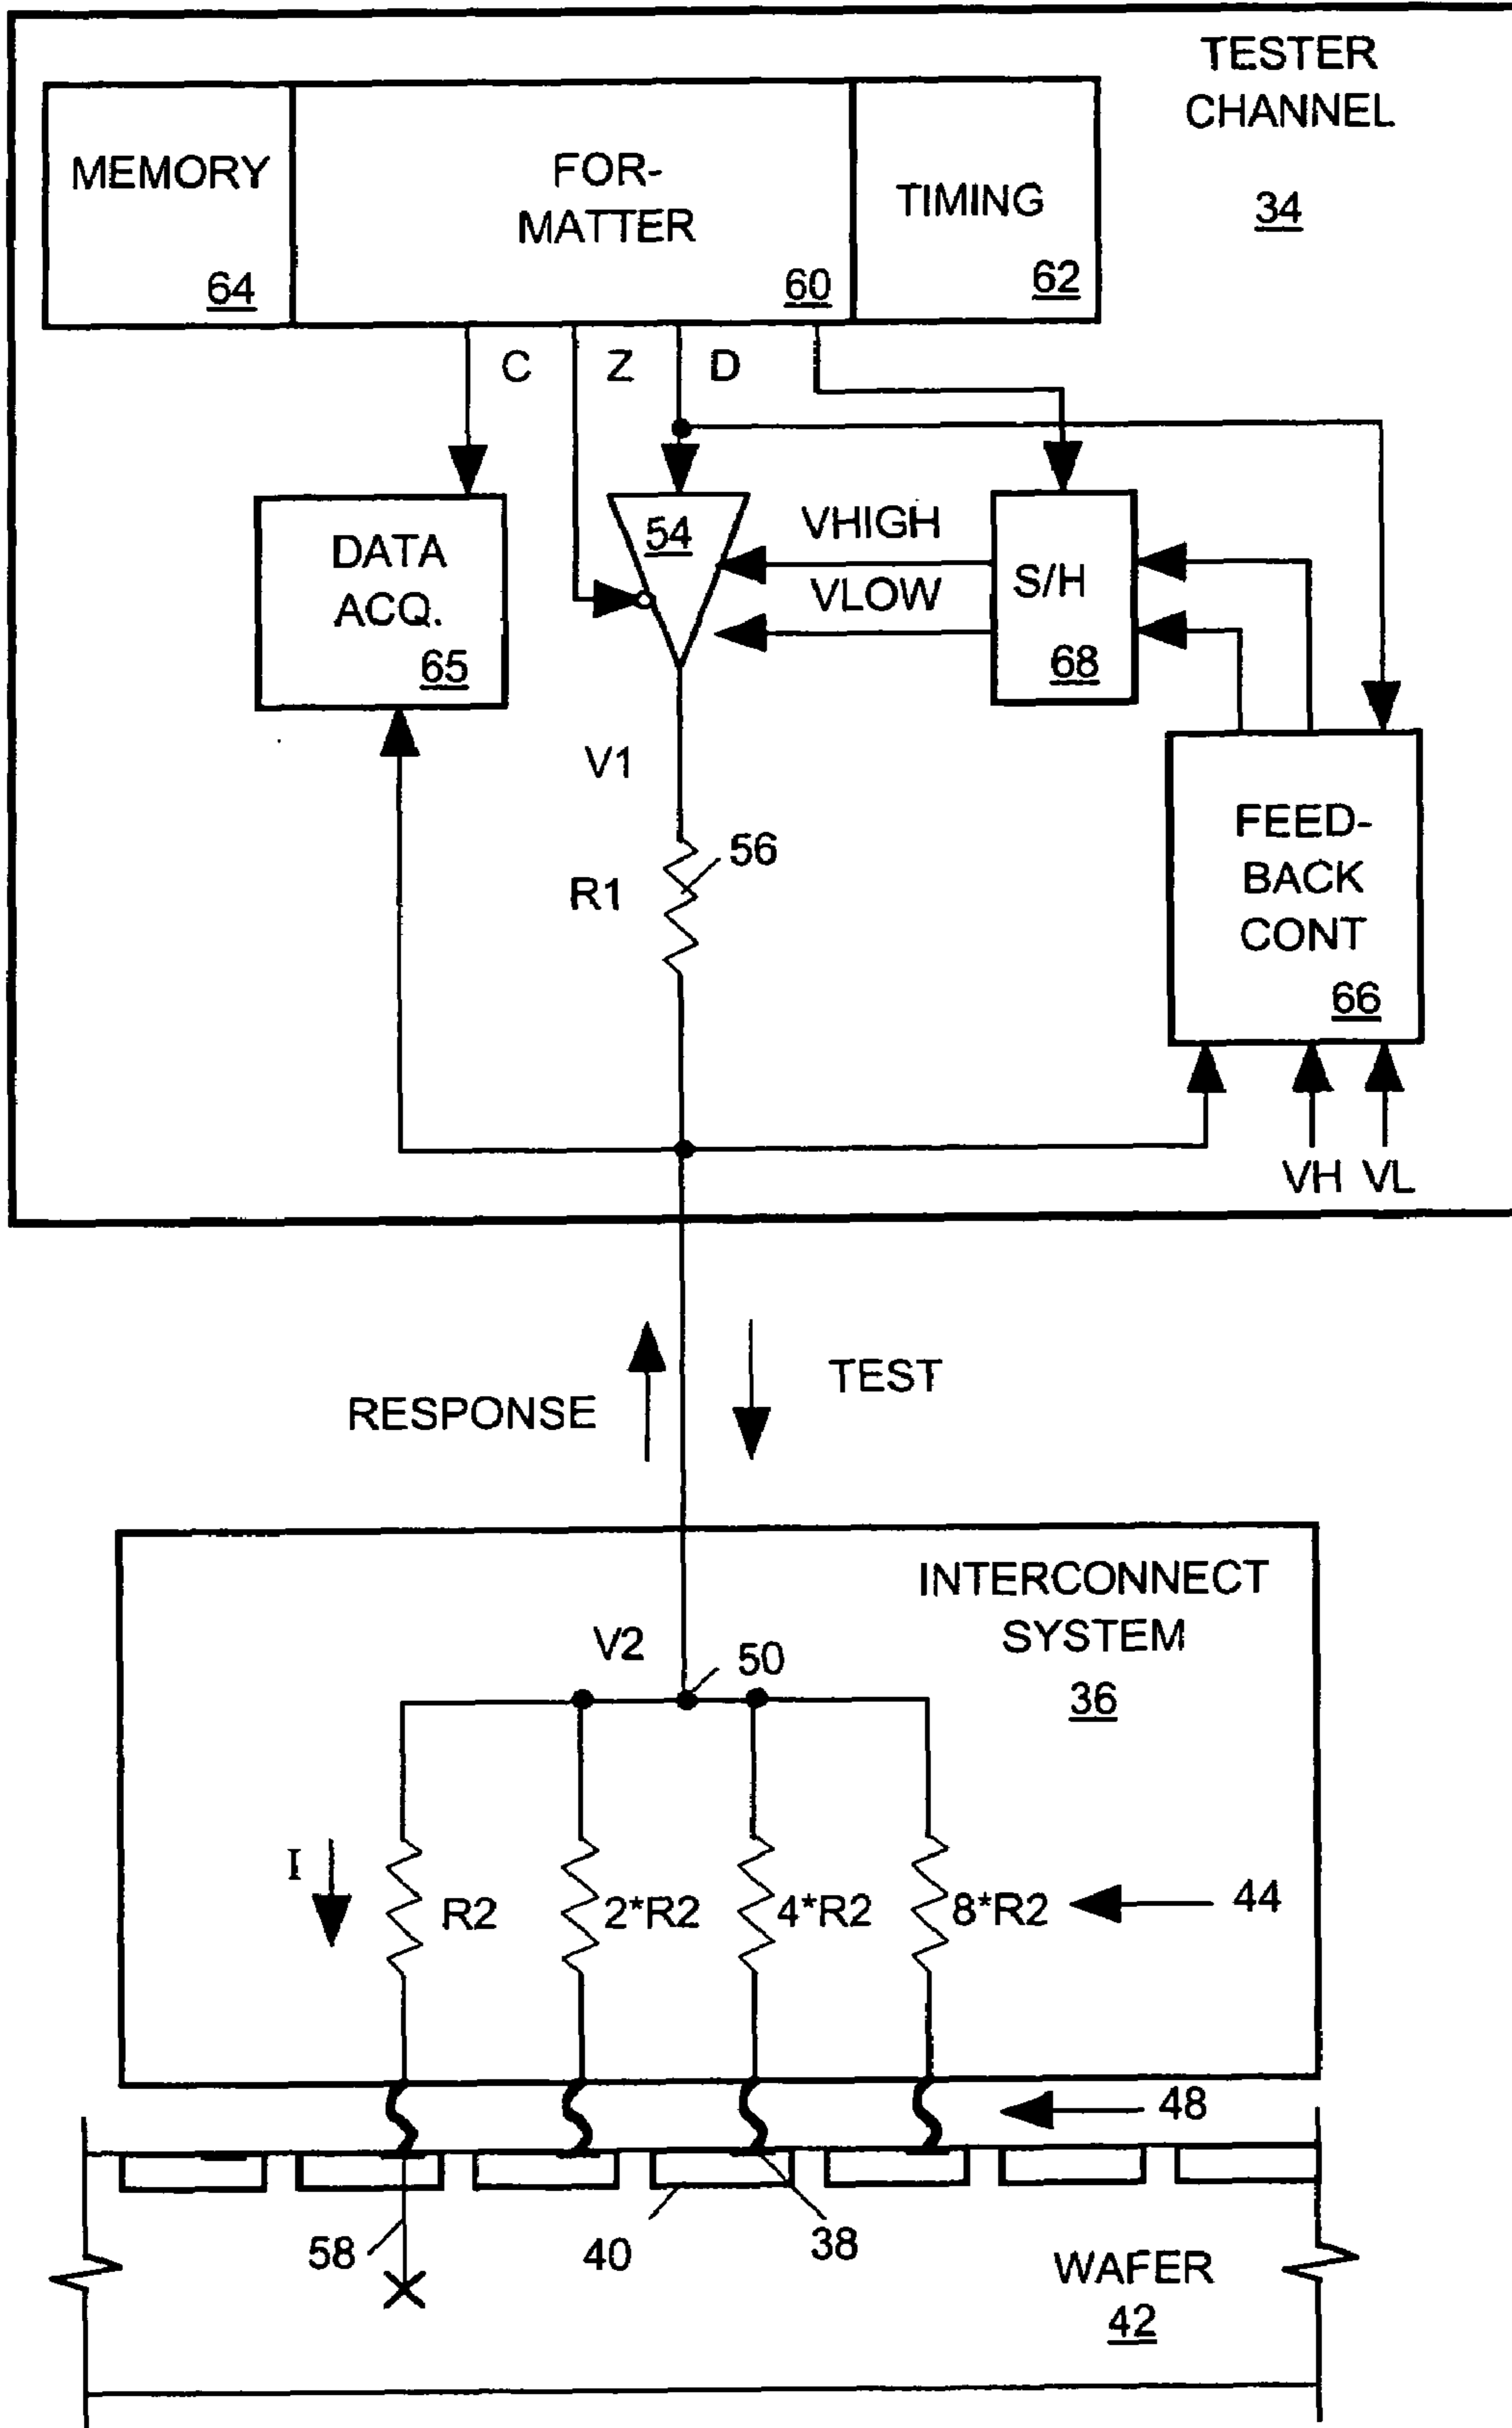 TESTER
CHANNEL
34
MEMORY
64
FOR-
MATTER
60
TIMING
62
C
Z
D
DATA
ACQ.
65
54
VHIGH
VLOW
S/H
68
V1
R1
56
FEED-
BACK
CONT
66
VH
VL
RESPONSE
TEST
INTERCONNECT
SYSTEM
36
V2
50
I
R2
2*R2
4*R2
8*R2
44
48
58
40
38
WAFER
42